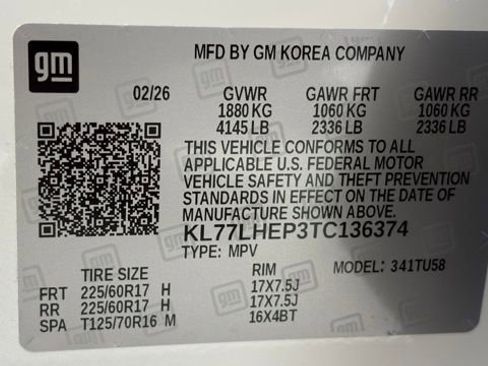 gm
MFD BY GM KOREA COMPANY
02/26 GVWR GAWR FRT GAWR RR
1880 KG 1060 KG 1060 KG
4145 LB 2336 LB 2336 LB
THIS VEHICLE CONFORMS TO ALL
APPLICABLE U.S. FEDERAL MOTOR
VEHICLE SAFETY AND THEFT PREVENTION
STANDARDS IN EFFECT ON THE DATE OF
MANUFACTURE SHOWN ABOVE.
KL77LHEP3TC136374
TYPE: MPV
TIRE SIZE RIM MODEL: 341TU58
FRT 225/60R17 H 17X7.5J
RR 225/60R17 H 17X7.5J
SPA T125/70R16 M 16X4BT